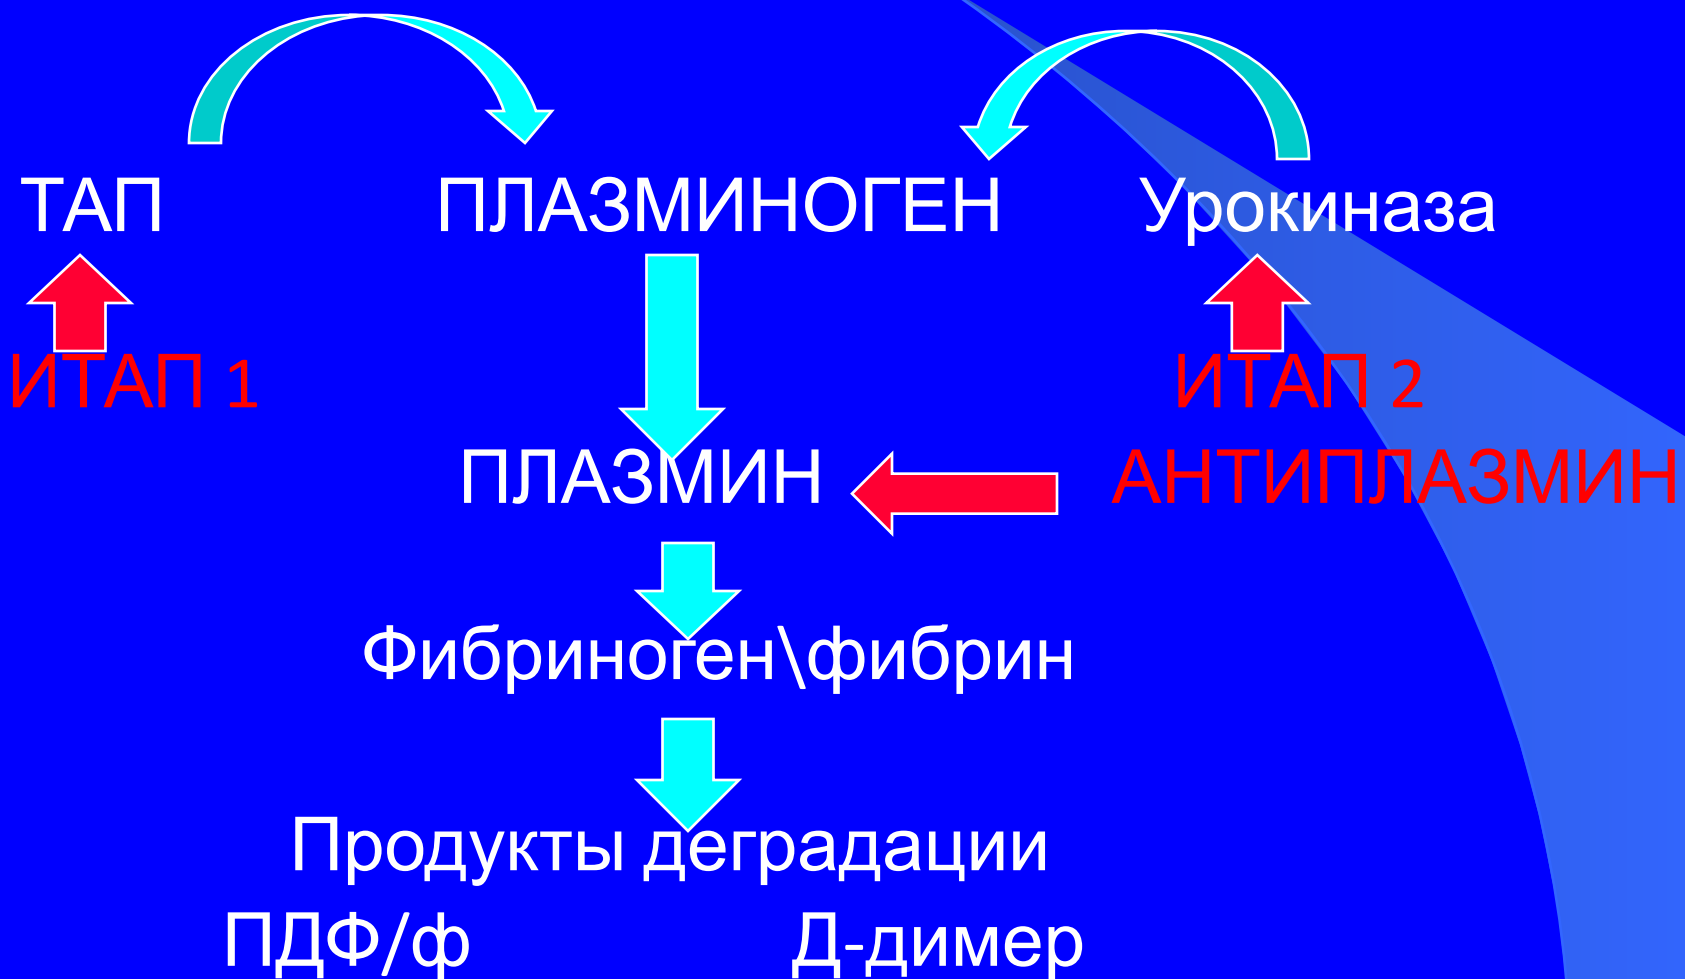 ТАП ПЛАЗМИНОГЕН Урокиназа
ИТАП 1 ИТАП 2
ПЛАЗМИН АНТИПЛАЗМИН
Фибриноген\фибрин
Продукты деградации
ПДФ/ф Д-димер